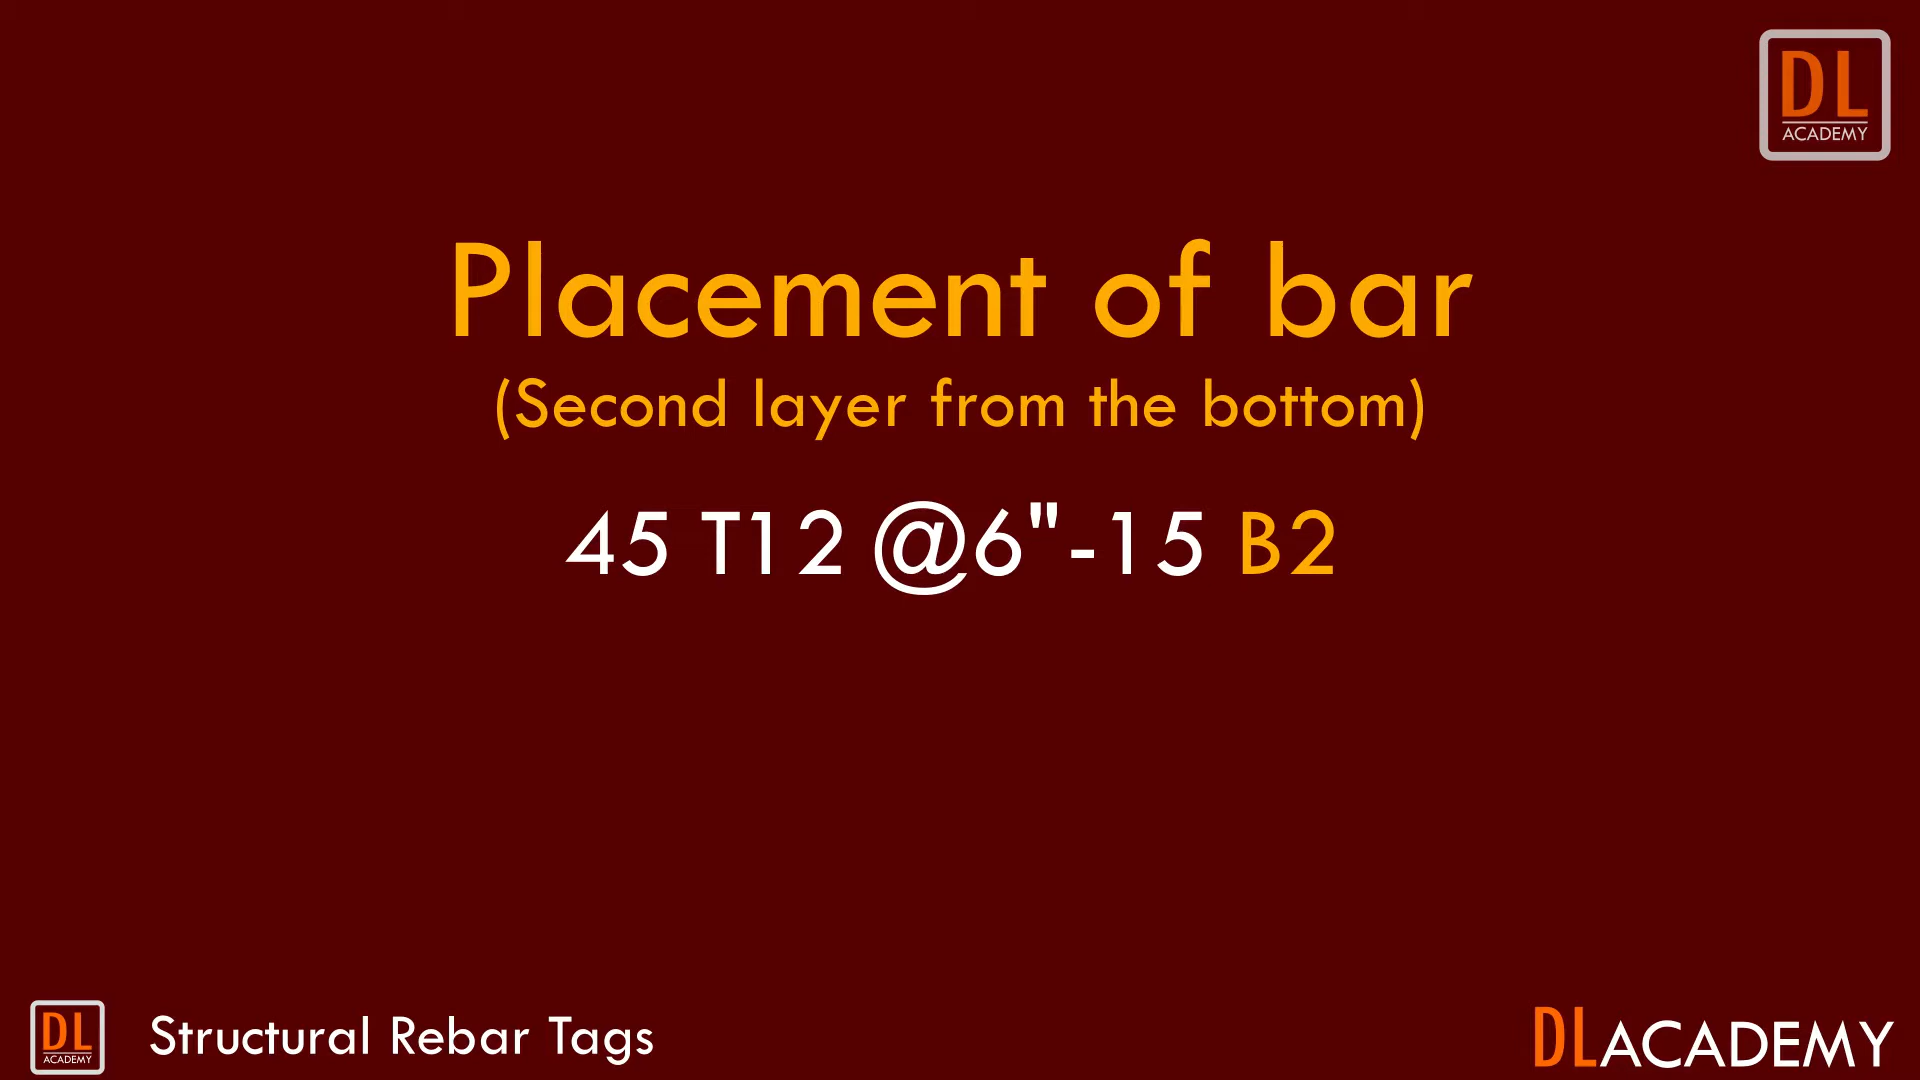 DL
ACADEMY
Placement of bar
(Second layer from the bottom)
45 T12 @6"-15 B2
DL
ACADEMY
Structural Rebar Tags
DLACADEMY